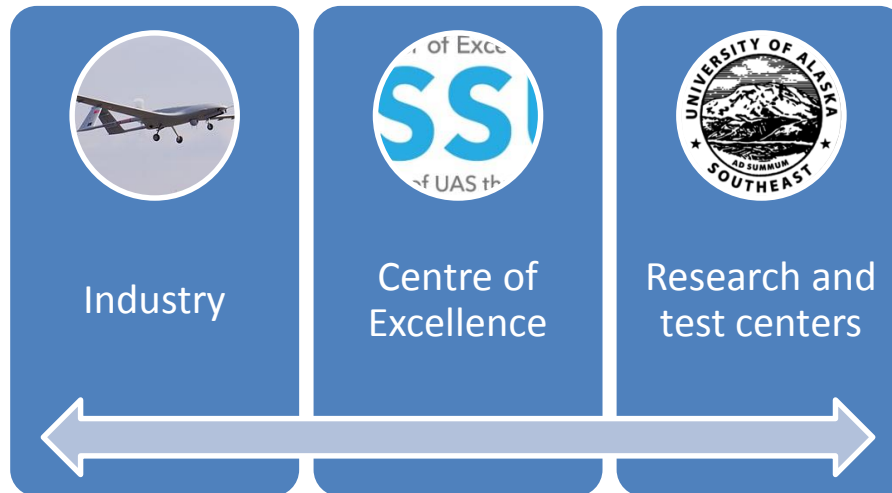 of Exce
SS
of UAS th
UNIVERSITY OF ALASKA
AD SUMMUM
SOUTHEAST
Industry
Centre of
Excellence
Research and
test centers